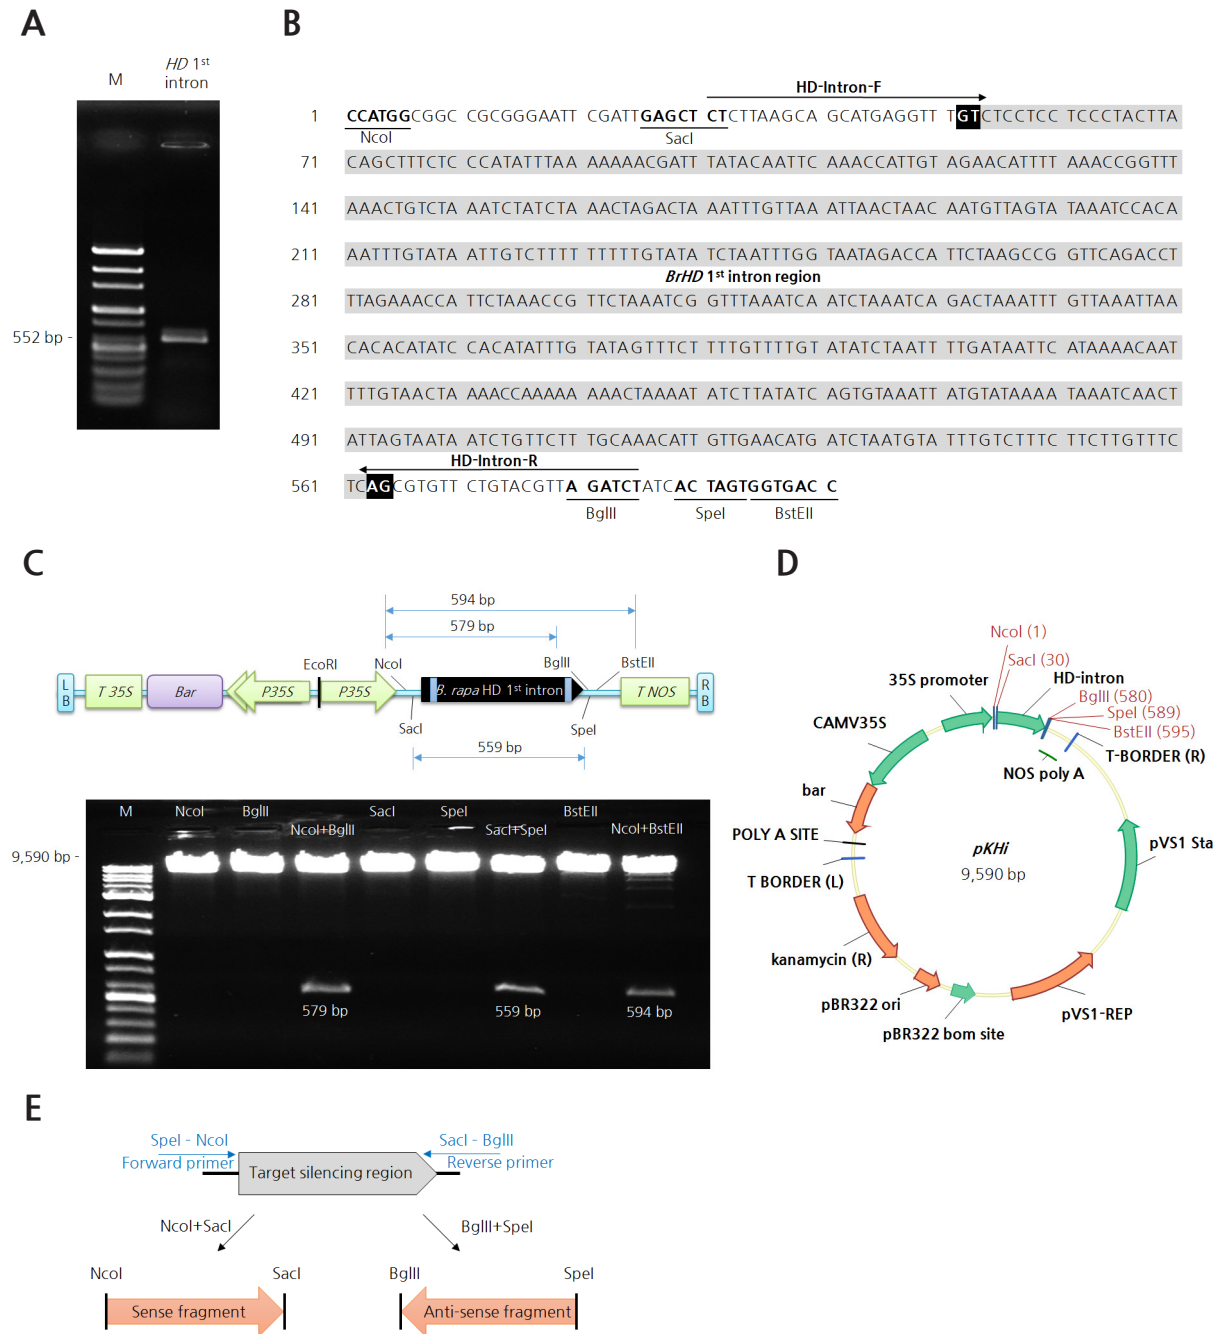 A
M
HD 1st
intron
552 bp -
B
HD-Intron-F
1 CCATGGCGGC CGCGGGAATT CGATTGAGCT CTCTTAAGCA GCATGAGGTT TGTCTCCTCC TCCCTACTTA
NcoI SacI
71 CAGCTTTCTC CCATATTTAA AAAAACGATT TATACAATTC AAACCATTGT AGAACATTTT AAACCGGTTT
141 AAACTGTCTA AATCTATCTA AACTAGACTA AATTTGTTAA ATTAACTAAC AATGTTAGTA TAAATCCACA
211 AATTTGTATA ATTGTCTTTT TTTTTGTATA TCTAATTTGG TAATAGACCA TTCTAAGCCG GTTCAGACCT
BrHD 1st intron region
281 TTAGAAACCA TTCTAAACCG TTCTAAATCG GTTTAAATCA ATCTAAATCA GACTAAATTT GTTAAATTAA
351 CACACATATC CACATATTTG TATAGTTTCT TTTGTTTTGT ATATCTAATT TTGATAATTC ATAAAACAAT
421 TTTGTAACTA AAACCAAAAA AAACTAAAAT ATCTTATATC AGTGTAAATT ATGTATAAAA TAAATCAACT
491 ATTAGTAATA ATCTGTTCTT TGCAAACATT GTTGAACATG ATCTAATGTA TTTGTCTTTC TTCTTGTTTC
HD-Intron-R
561 TCAGCGTGTT CTGTACGTTA GATCTATCAC TAGTGGTGAC C
BglII SpeI BstEII
C
594 bp
579 bp
EcoRI NcoI BglII BstEII
LB T 35S Bar P35S P35S B. rapa HD 1st intron T NOS RB
SacI SpeI
559 bp
M NcoI BglII NcoI+BglII SacI SpeI SacI+SpeI BstEII NcoI+BstEII
9,590 bp -
579 bp 559 bp 594 bp
D
NcoI (1)
SacI (30)
35S promoter HD-intron
BglII (580)
SpeI (589)
BstEII (595)
CAMV35S
T-BORDER (R)
NOS poly A
bar
POLY A SITE
pKHi
9,590 bp
pVS1 Sta
T BORDER (L)
kanamycin (R)
pBR322 ori
pBR322 bom site
pVS1-REP
E
SpeI - NcoI SacI - BglII
Forward primer Reverse primer
Target silencing region
NcoI+SacI BglII+SpeI
NcoI SacI BglII SpeI
Sense fragment Anti-sense fragment